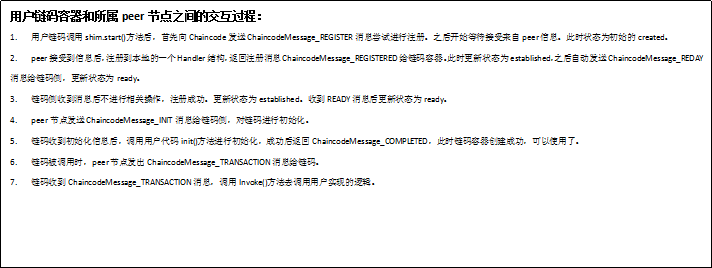 用户链码容器和所属 peer 节点之间的交互过程：
1. 用户链码调用 shim.start()方法后，首先向 Chaincode 发送 ChaincodeMessage_REGISTER 消息尝试进行注册。之后开始等待接受来自 peer 信息。此时状态为初始的 created。
2. peer 接受到信息后，注册到本地的一个 Handler 结构，返回注册消息 ChaincodeMessage_REGISTERED 给链码容器。此时更新状态为 established，之后自动发送 ChaincodeMessage_REDAY
消息给链码侧，更新状态为 ready。
3. 链码侧收到消息后不进行相关操作，注册成功。更新状态为 established。收到 READY 消息后更新状态为 ready。
4. peer 节点发送 ChaincodeMessage_INIT 消息给链码侧，对链码进行初始化。
5. 链码收到初始化信息后，调用用户代码 init()方法进行初始化，成功后返回 ChaincodeMessage_COMPLETED，此时链码容器创建成功，可以使用了。
6. 链码被调用时，peer 节点发出 ChaincodeMessage_TRANSACTION 消息给链码。
7. 链码收到 ChaincodeMessage_TRANSACTION 消息，调用 Invoke()方法去调用用户实现的逻辑。